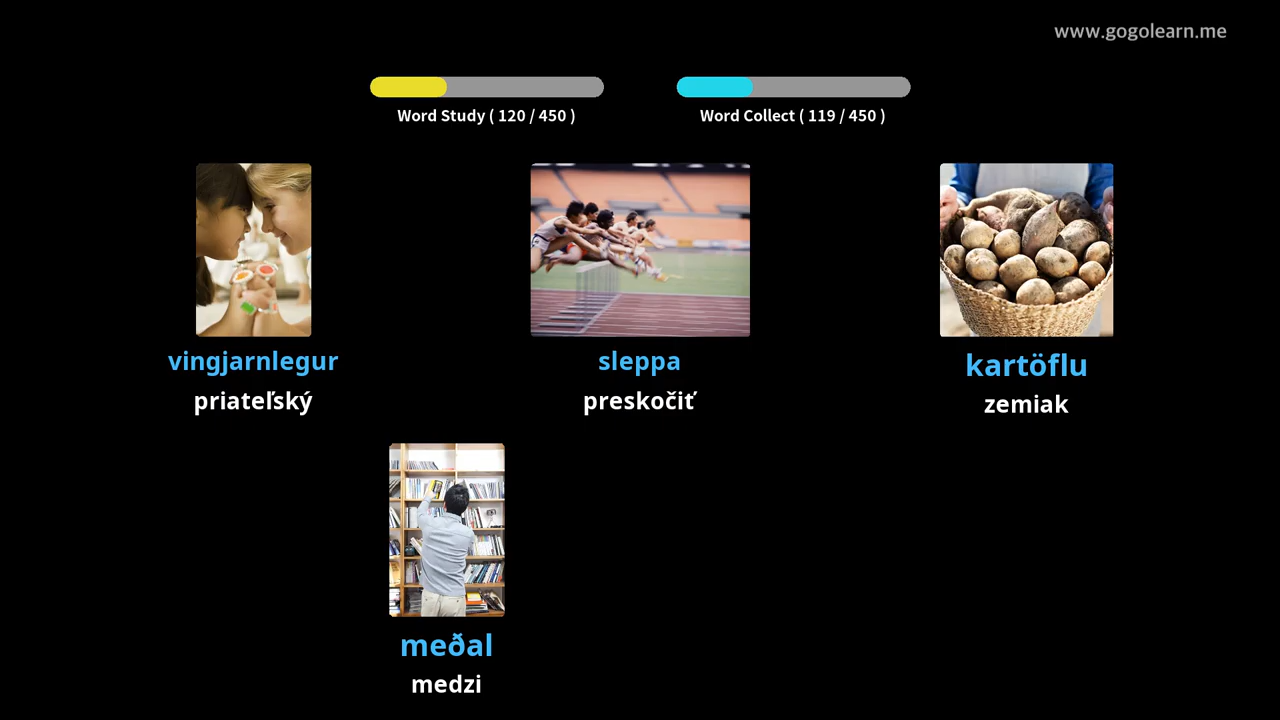 www.gogolearn.me
Word Study ( 120 / 450 )
Word Collect ( 119 / 450 )
vingjarnlegur
priateľský
sleppa
preskočiť
kartöflu
zemiak
meðal
medzi